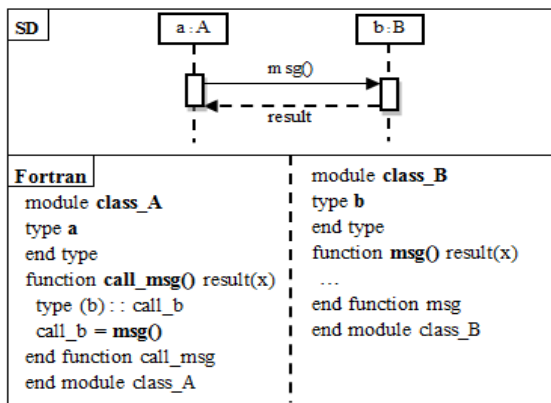 SD
a : A
b : B
msg()
result
Fortran
module class_A
type a
end type
function call_msg() result(x)
type (b) : : call_b
call_b = msg()
end function call_msg
end module class_A
module class_B
type b
end type
function msg() result(x)
...
end function msg
end module class_B